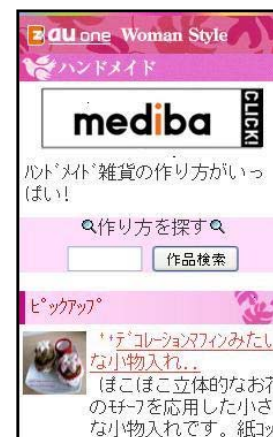 au one Woman Style
ハンドメイド
mediba
CLICK!
ﾊﾝﾄﾞﾒｲﾄﾞ雑貨の作り方がいっ
ぱい!
作り方を探す
作品検索
ﾋﾟｯｸｱｯﾌﾟ
ﾃﾞｺﾚｰｼｮﾝﾏﾌｨﾝみたい
な小物入れ..
ぽこぽこ立体的なお花
のﾓﾁｰﾌを応用した小さ
な小物入れです。紙ｺｯ